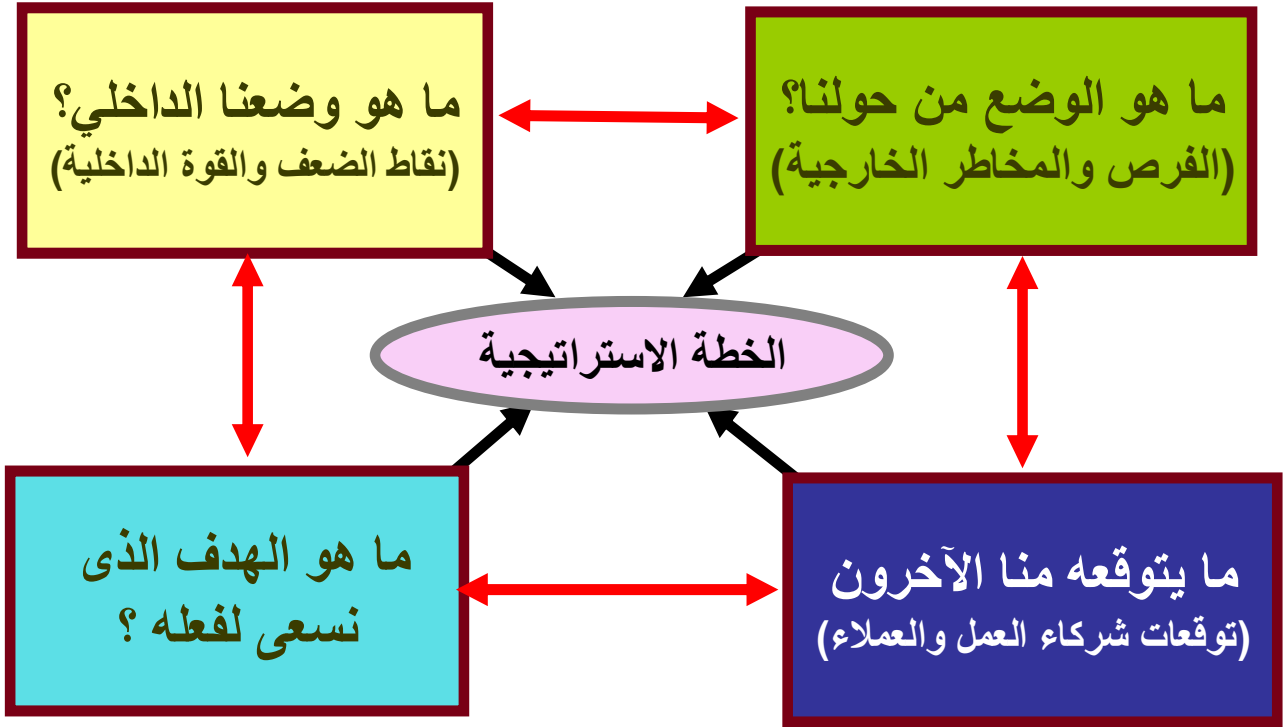 ما هو الوضع من حولنا؟
(الفرص والمخاطر الخارجية)
ما هو وضعنا الداخلي؟
(نقاط الضعف والقوة الداخلية)
الخطة الاستراتيجية
ما يتوقعه منا الآخرون
(توقعات شركاء العمل والعملاء)
ما هو الهدف الذى
نسعى لفعله ؟